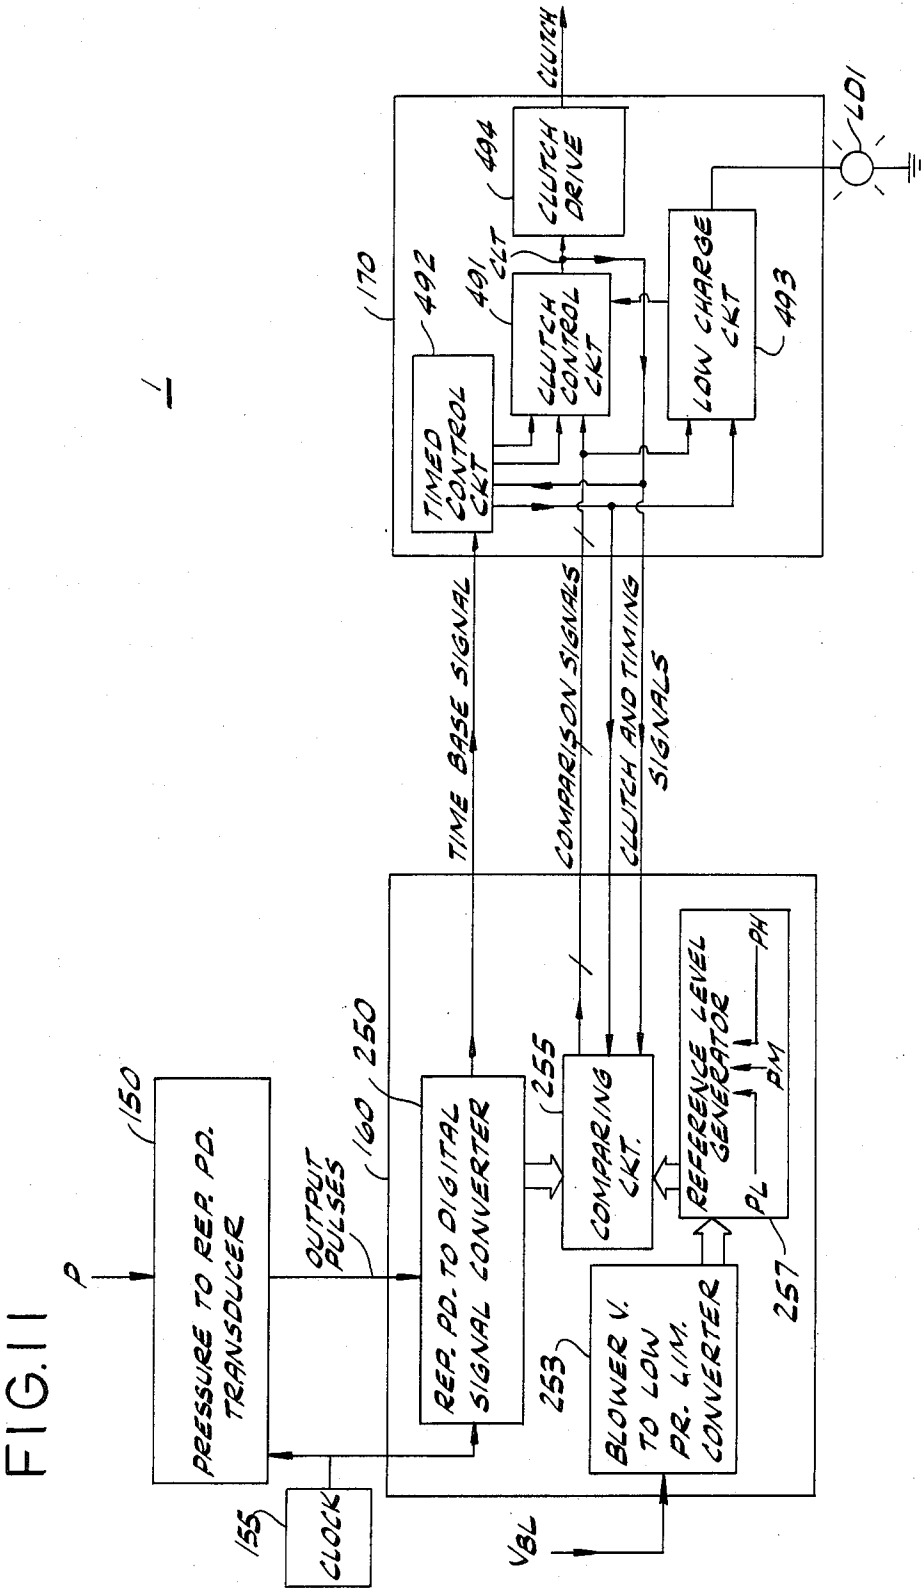 FIG. 11
1
P
150
PRESSURE TO REP. PD.
TRANSDUCER
155
CLOCK
OUTPUT
PULSES
160
250
REP. PD. TO DIGITAL
SIGNAL CONVERTER
TIME BASE SIGNAL
255
COMPARING
CKT.
COMPARISON SIGNALS
CLUTCH AND TIMING
SIGNALS
VBL
253
BLOWER V.
TO LOW
PR. LIM.
CONVERTER
REFERENCE LEVEL
GENERATOR
PL
PM
PH
257
170
492
TIMED
CONTROL
CKT
491
CLUTCH
CONTROL
CKT
CLT
494
CLUTCH
DRIVE
CLUTCH
LOW CHARGE
CKT
493
LD1